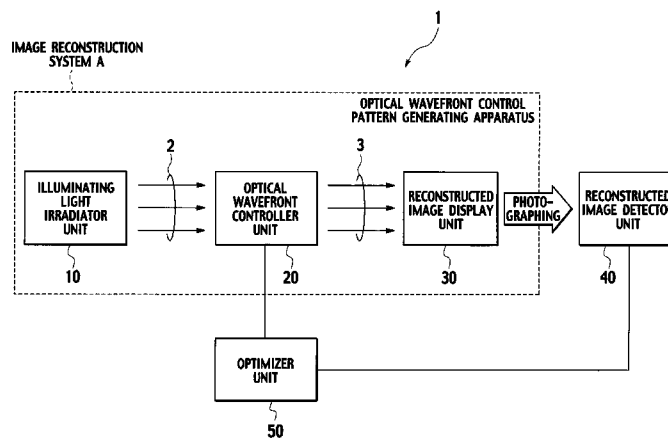 1
IMAGE RECONSTRUCTION
SYSTEM A
OPTICAL WAVEFRONT CONTROL
PATTERN GENERATING APPARATUS
2
3
ILLUMINATING
LIGHT
IRRADIATOR
UNIT
OPTICAL
WAVEFRONT
CONTROLLER
UNIT
RECONSTRUCTED
IMAGE DISPLAY
UNIT
PHOTO-
GRAPHING
RECONSTRUCTED
IMAGE DETECTOR
UNIT
10
20
30
40
OPTIMIZER
UNIT
50